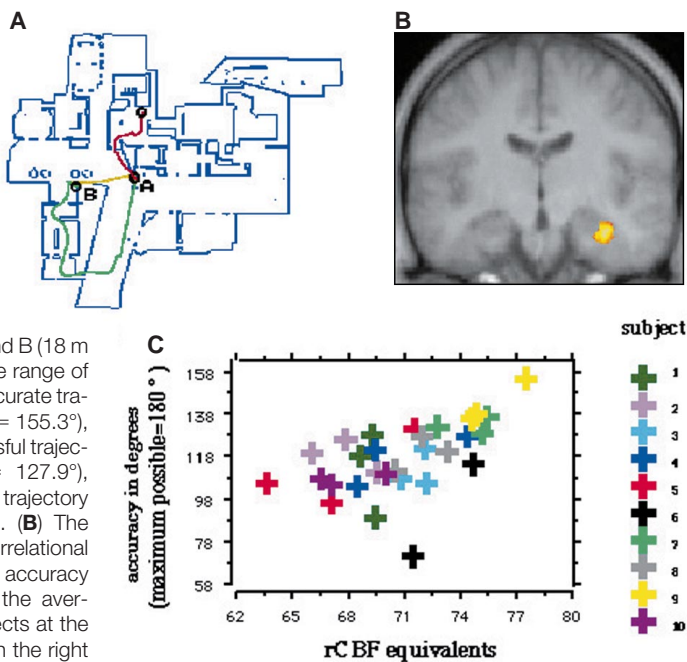 A
B
B
A
nd B (18 m
e range of
curate tra-
= 155.3°),
sful trajec-
= 127.9°),
trajectory
. (B) The
rrelational
accuracy
the aver-
ects at the
n the right
C
accuracy in degrees
(maximum possible=180°)
158
138
118
98
78
58
62 65 68 71 74 77 80
rCBF equivalents
subject
1
2
3
4
5
6
7
8
9
10